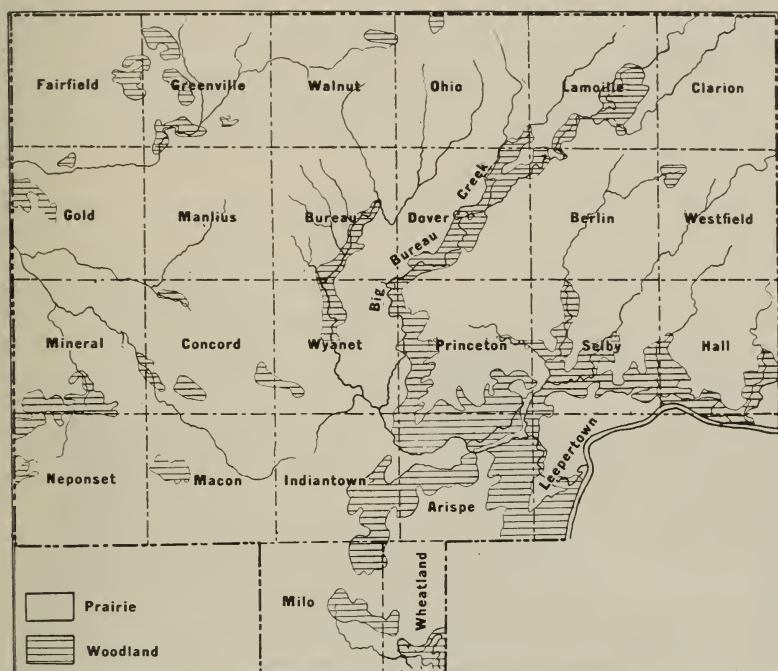 Fairfield
Greenville
Walnut
Ohio
Lamoille
Clarion
Gold
Manlius
Bureau
Dover
Big Bureau Creek
Berlin
Westfield
Mineral
Concord
Wyanet
Princeton
Selby
Hall
Neponset
Macon
Indiantown
Arispe
Leepertown
Milo
Wheatland
Prairie
Woodland